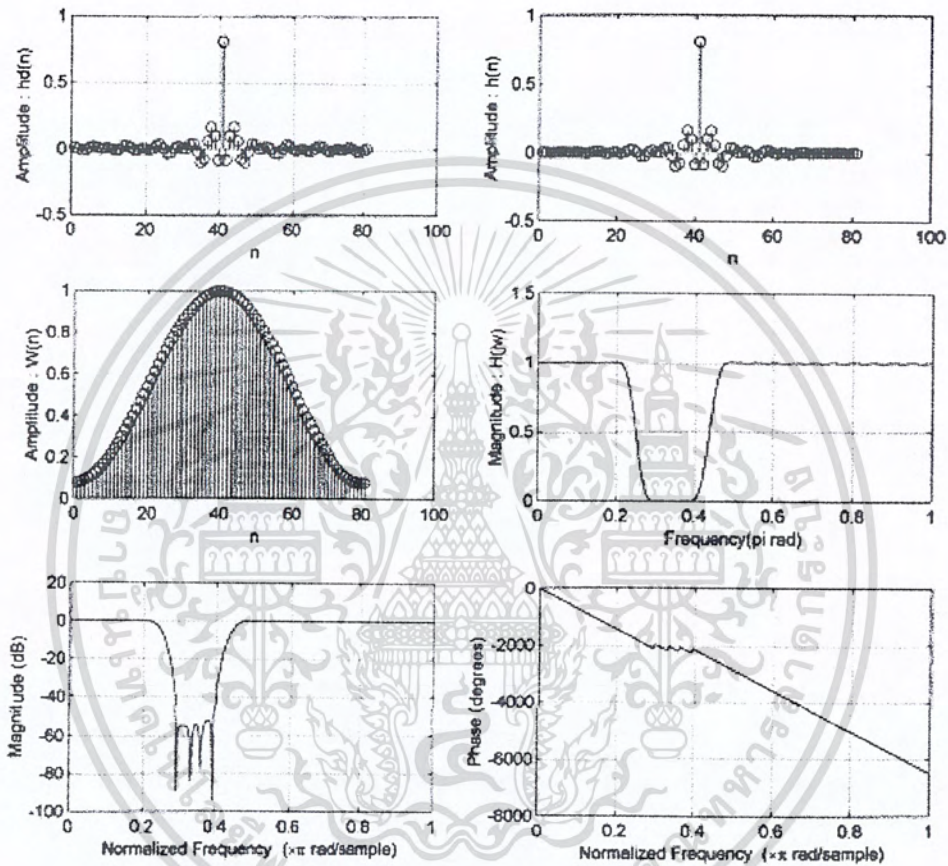 1
0.5
0
-0.5
0 20 40 60 80 100
Amplitude : hd(n)
n
1
0.5
0
-0.5
0 20 40 60 80 100
Amplitude : h(n)
n
1
0.8
0.6
0.4
0.2
0
0 20 40 60 80 100
Amplitude : W(n)
n
1.5
1
0.5
0
0 0.2 0.4 0.6 0.8 1
Magnitude : H(jw)
Frequency(pi rad)
20
0
-20
-40
-60
-80
-100
0 0.2 0.4 0.6 0.8 1
Magnitude (dB)
Normalized Frequency (×π rad/sample)
0
-2000
-4000
-6000
-8000
0 0.2 0.4 0.6 0.8 1
Phase (degrees)
Normalized Frequency (×π rad/sample)